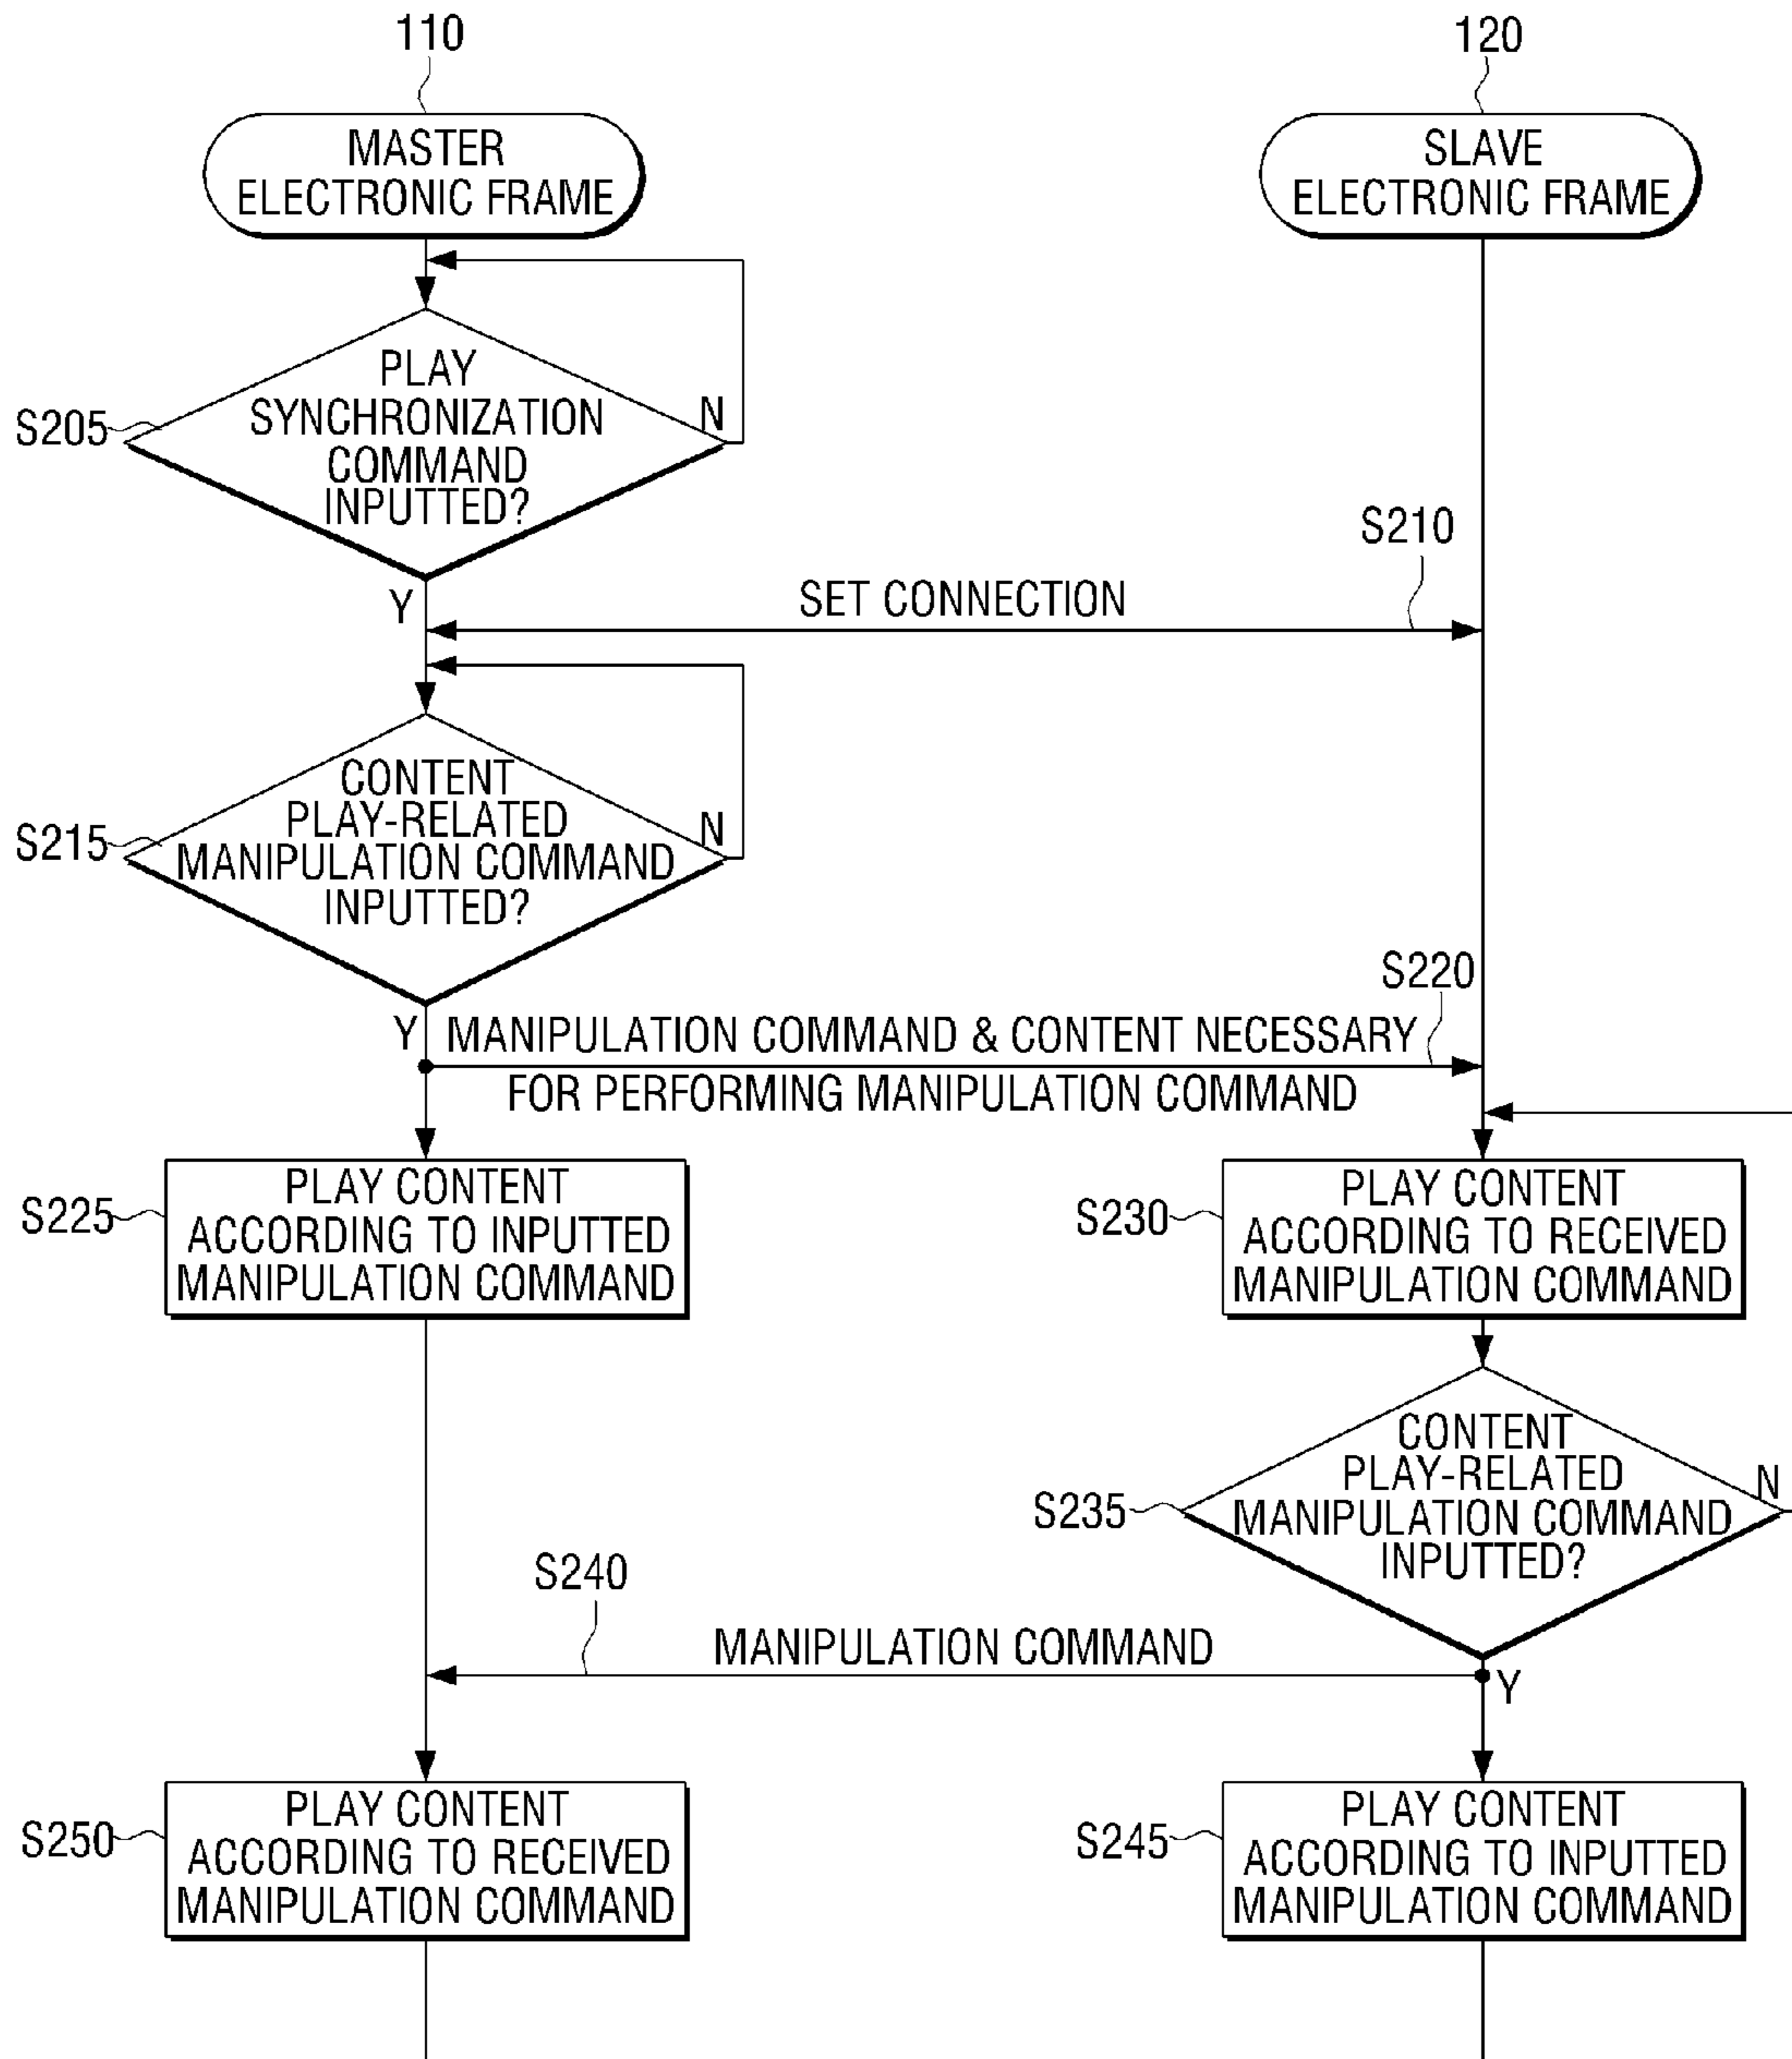 110
120
MASTER
ELECTRONIC FRAME
SLAVE
ELECTRONIC FRAME
S205
PLAY
SYNCHRONIZATION
COMMAND
INPUTTED?
N
Y
S210
SET CONNECTION
S215
CONTENT
PLAY-RELATED
MANIPULATION COMMAND
INPUTTED?
N
Y
S220
MANIPULATION COMMAND & CONTENT NECESSARY
FOR PERFORMING MANIPULATION COMMAND
S225
PLAY CONTENT
ACCORDING TO INPUTTED
MANIPULATION COMMAND
S230
PLAY CONTENT
ACCORDING TO RECEIVED
MANIPULATION COMMAND
S235
CONTENT
PLAY-RELATED
MANIPULATION COMMAND
INPUTTED?
N
Y
S240
MANIPULATION COMMAND
S250
PLAY CONTENT
ACCORDING TO RECEIVED
MANIPULATION COMMAND
S245
PLAY CONTENT
ACCORDING TO INPUTTED
MANIPULATION COMMAND